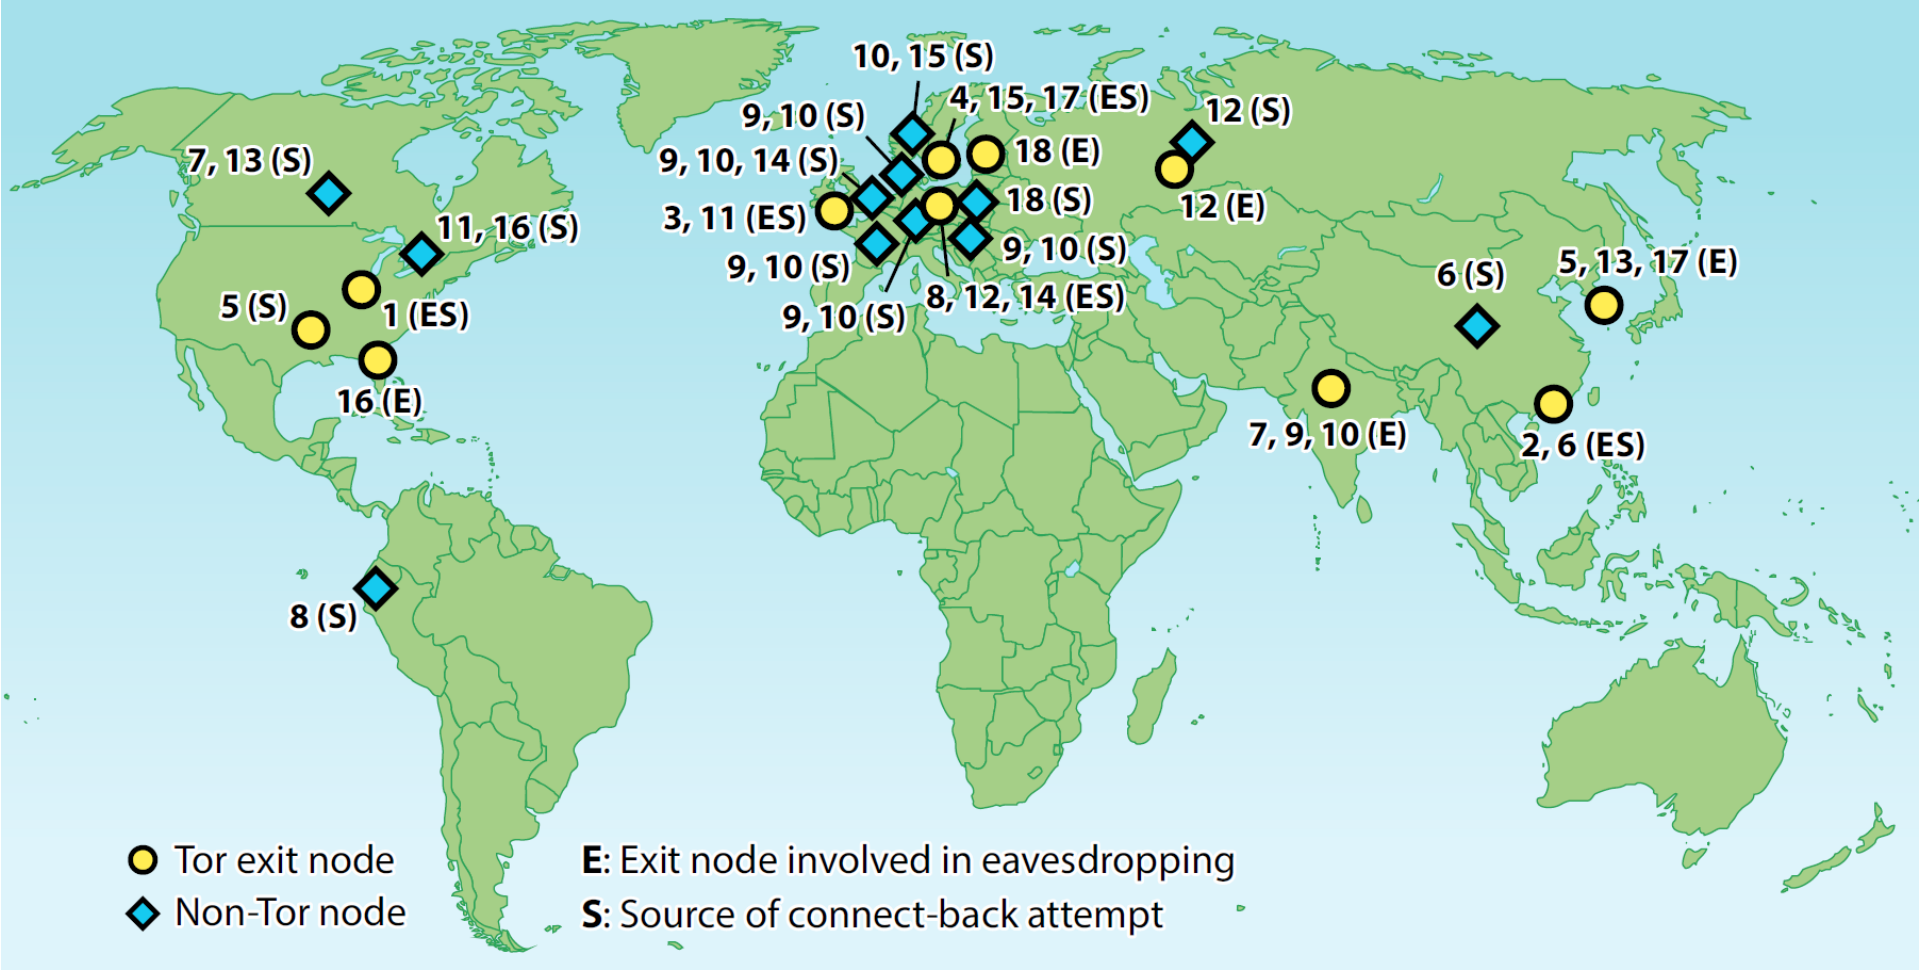 10, 15 (S)
4, 15, 17 (ES)
9, 10 (S)
12 (S)
7, 13 (S)
9, 10, 14 (S)
18 (E)
3, 11 (ES)
18 (S)
12 (E)
11, 16 (S)
9, 10 (S)
9, 10 (S)
5 (S)
1 (ES)
9, 10 (S)
8, 12, 14 (ES)
6 (S)
5, 13, 17 (E)
16 (E)
7, 9, 10 (E)
2, 6 (ES)
8 (S)
Tor exit node
Non-Tor node
E: Exit node involved in eavesdropping
S: Source of connect-back attempt